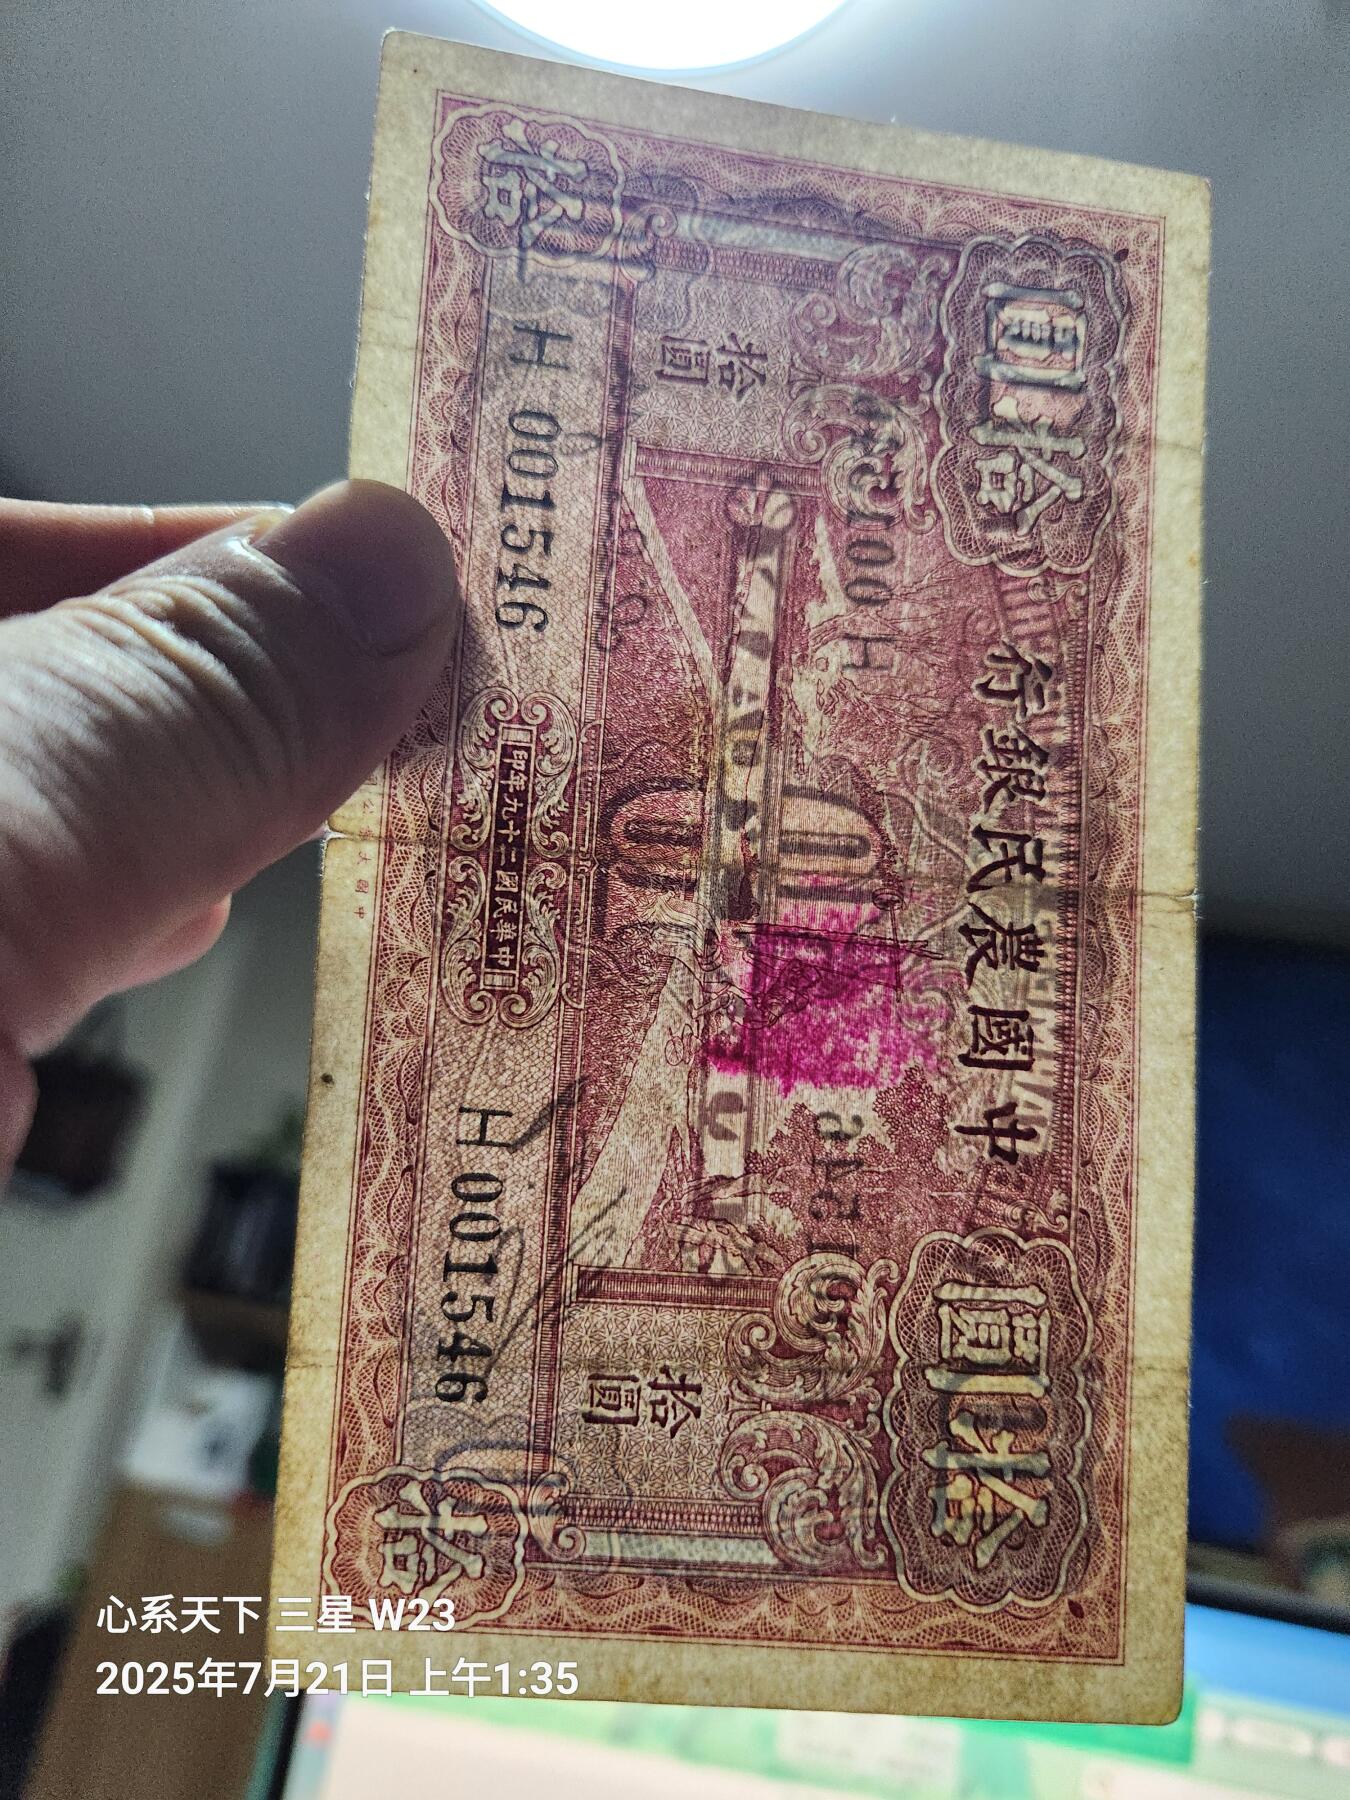 中國農民銀行
拾圓
拾圓
拾圓
拾圓
H 001546
H 001546
中華民國二十九年印
拾
拾
心系天下 三星 W23
2025年7月21日 上午1:35